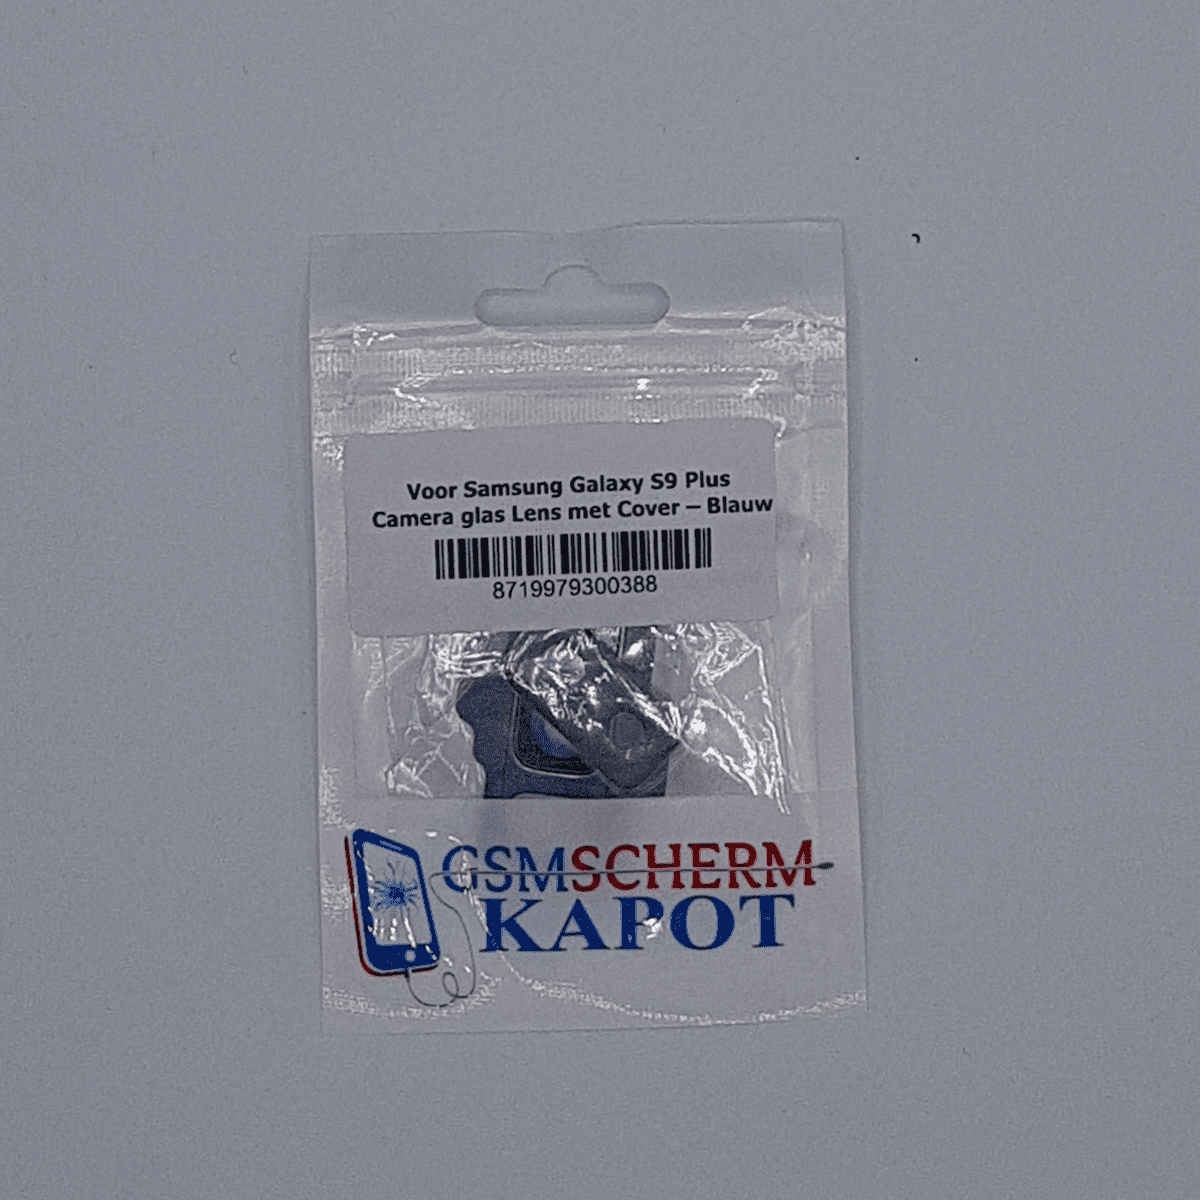 Voor Samsung Galaxy S9 Plus
Camera glas Lens met Cover – Blauw
8719979300388
GSMSCHERM
KAPOT